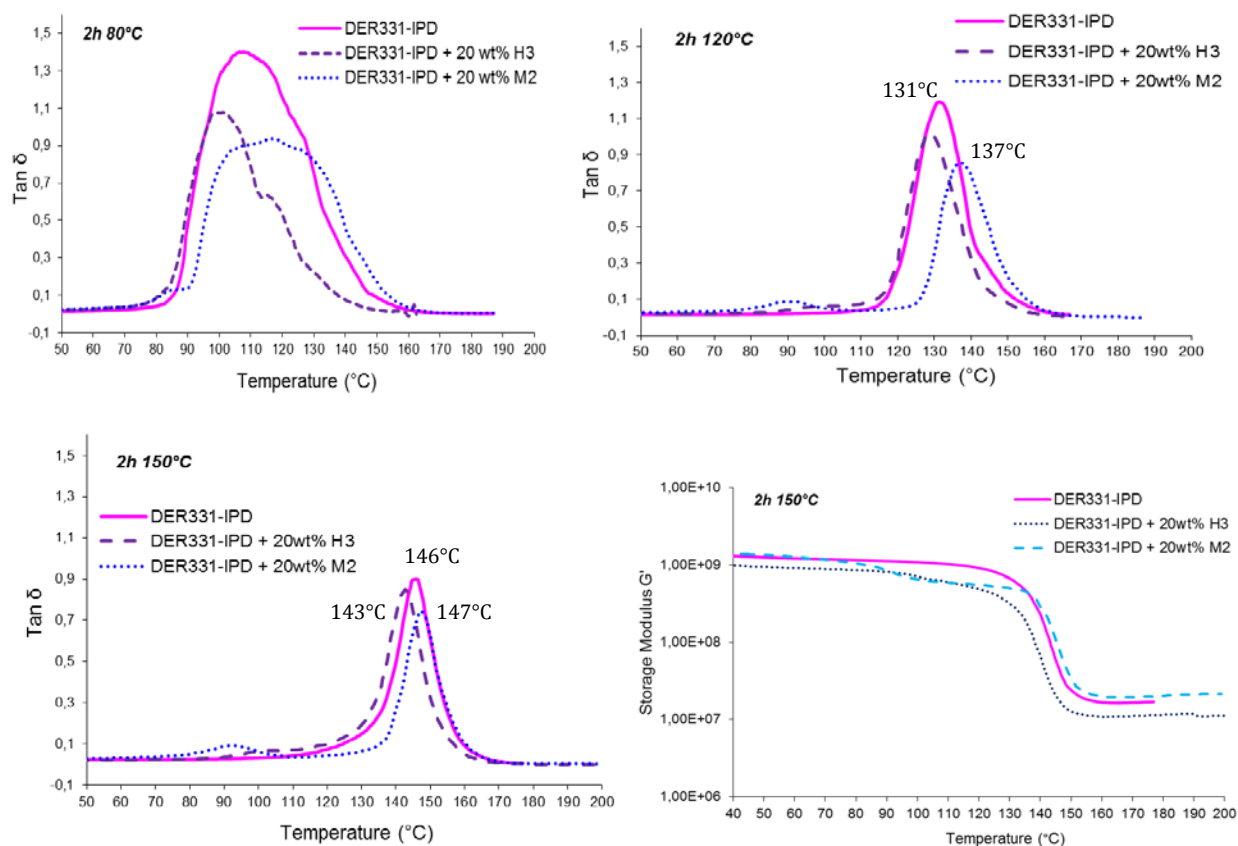 2h 80°C
DER331-IPD
DER331-IPD + 20 wt% H3
DER331-IPD + 20 wt% M2
Tan δ
1,5
1,3
1,1
0,9
0,7
0,5
0,3
0,1
-0,1
50 60 70 80 90 100 110 120 130 140 150 160 170 180 190 200
Temperature (°C)
2h 120°C
DER331-IPD
DER331-IPD + 20wt% H3
DER331-IPD + 20wt% M2
131°C
137°C
Tan δ
1,5
1,3
1,1
0,9
0,7
0,5
0,3
0,1
-0,1
50 60 70 80 90 100 110 120 130 140 150 160 170 180 190 200
Temperature (°C)
2h 150°C
DER331-IPD
DER331-IPD + 20wt% H3
DER331-IPD + 20wt% M2
146°C
143°C
147°C
Tan δ
1,5
1,3
1,1
0,9
0,7
0,5
0,3
0,1
-0,1
50 60 70 80 90 100 110 120 130 140 150 160 170 180 190 200
Temperature (°C)
2h 150°C
DER331-IPD
DER331-IPD + 20wt% H3
DER331-IPD + 20wt% M2
Storage Modulus G'
1,00E+10
1,00E+09
1,00E+08
1,00E+07
1,00E+06
40 50 60 70 80 90 100 110 120 130 140 150 160 170 180 190 200
Temperature (°C)